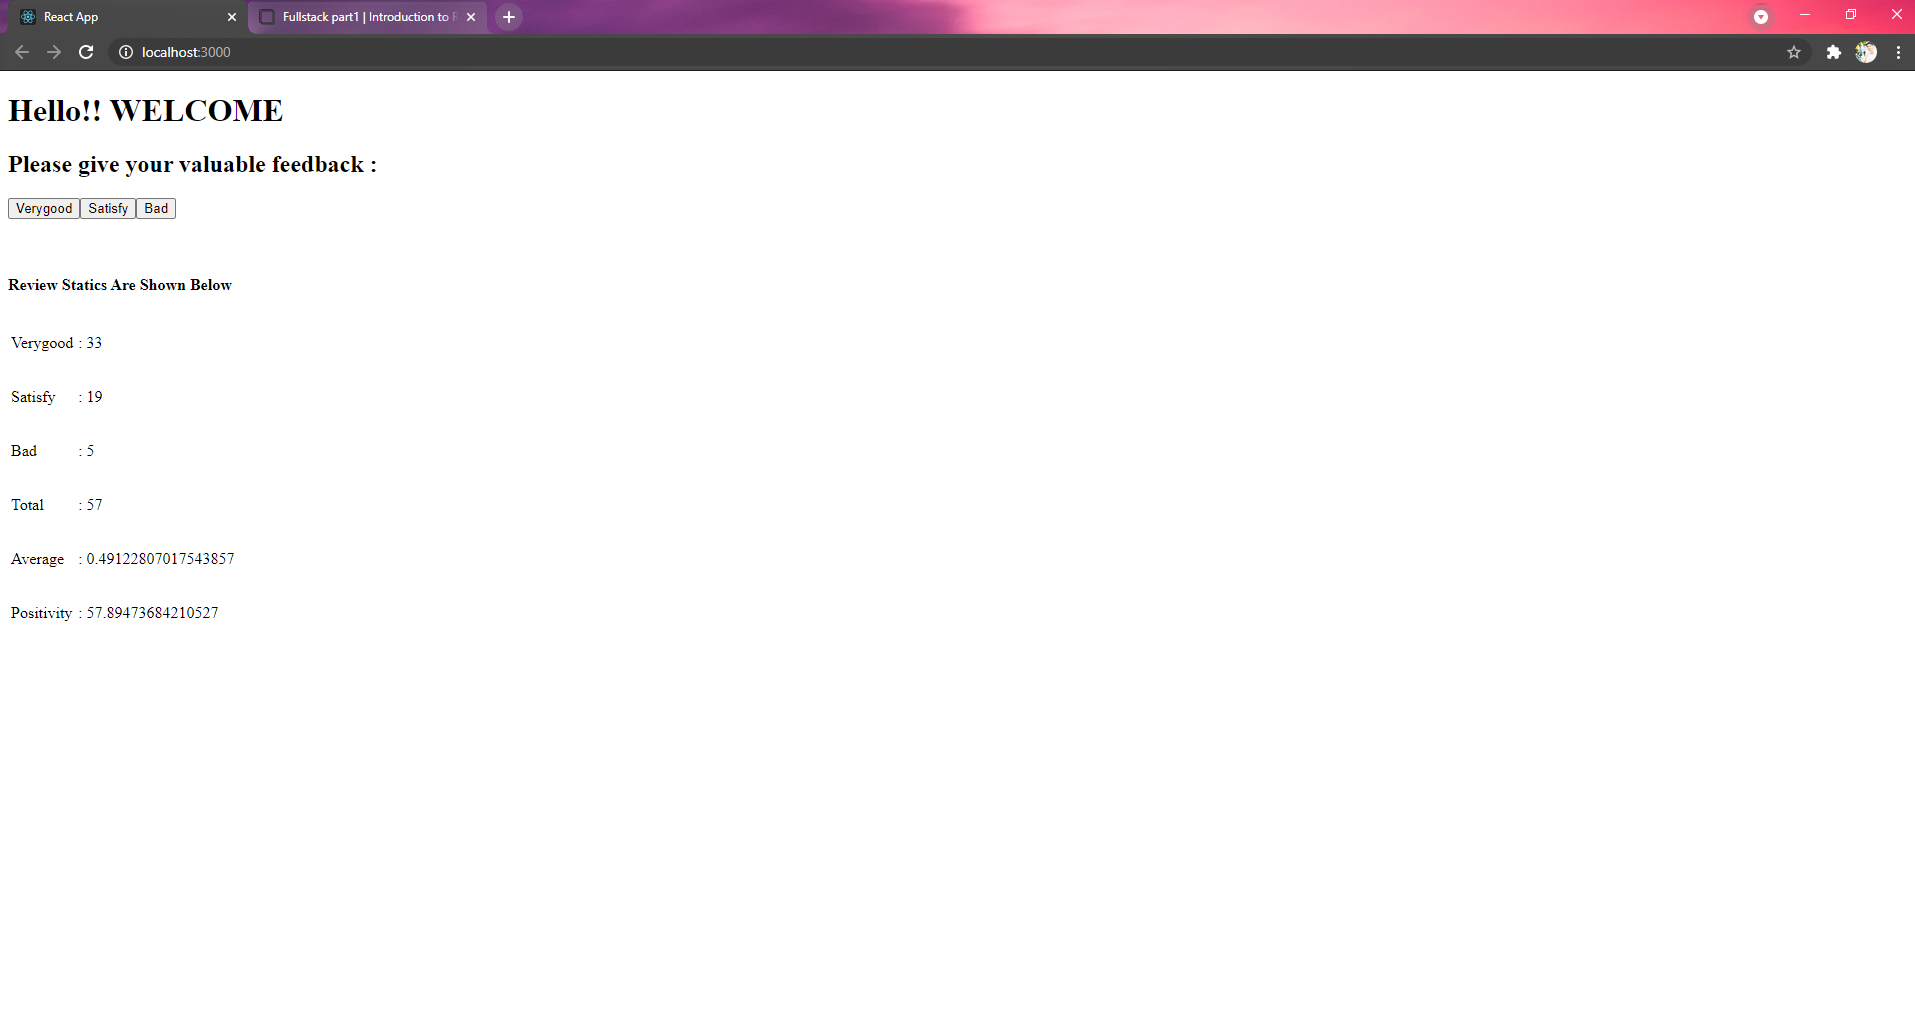 React App
Fullstack part1 | Introduction to R
localhost:3000
Hello!! WELCOME
Please give your valuable feedback :
Verygood Satisfy Bad
Review Statics Are Shown Below
Verygood : 33
Satisfy : 19
Bad : 5
Total : 57
Average : 0.49122807017543857
Positivity : 57.89473684210527